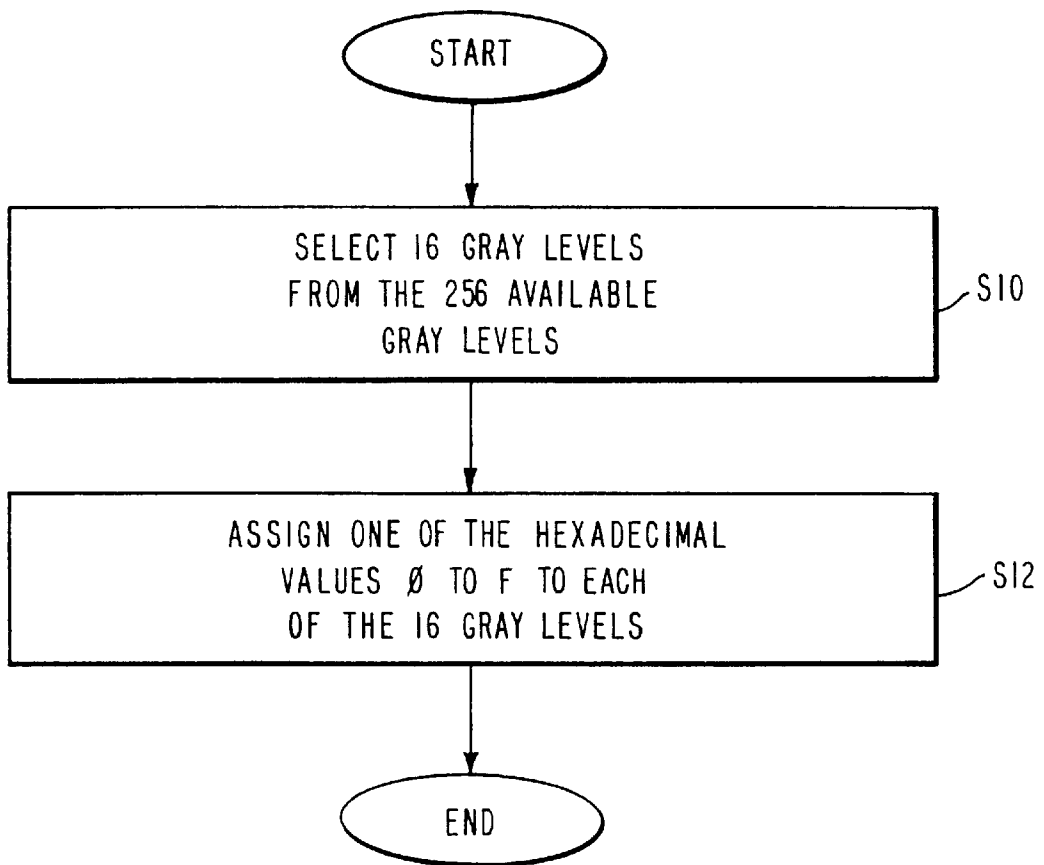 START
SELECT 16 GRAY LEVELS
FROM THE 256 AVAILABLE
GRAY LEVELS
S10
ASSIGN ONE OF THE HEXADECIMAL
VALUES Ø TO F TO EACH
OF THE 16 GRAY LEVELS
S12
END